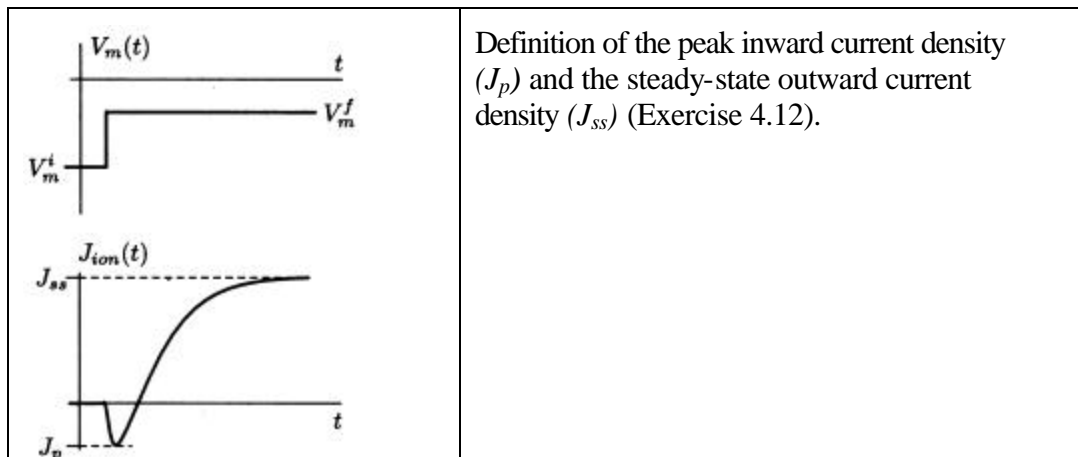 V_m(t)
t
V_m^f
V_m^i
J_ion(t)
J_ss
t
J_p
Definition of the peak inward current density
(J_p) and the steady-state outward current
density (J_ss) (Exercise 4.12).